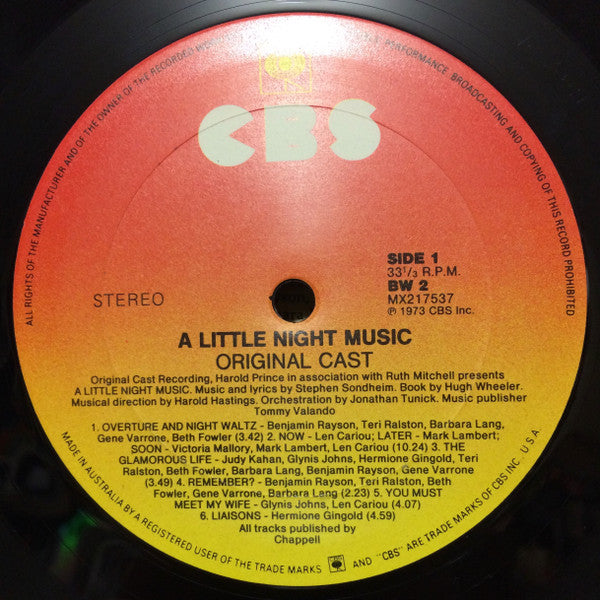 ALL RIGHTS OF THE MANUFACTURER AND OF THE OWNER OF THE RECORDED
PERFORMANCE, BROADCASTING AND COPYING OF THIS RECORD PROHIBITED
CBS
SIDE 1
33 1/3 R.P.M.
BW 2
MX217537
℗ 1973 CBS Inc.
STEREO
A LITTLE NIGHT MUSIC
ORIGINAL CAST
Original Cast Recording, Harold Prince in association with Ruth Mitchell presents
A LITTLE NIGHT MUSIC. Music and lyrics by Stephen Sondheim. Book by Hugh Wheeler.
Musical direction by Harold Hastings. Orchestration by Jonathan Tunick. Music publisher
Tommy Valando
1. OVERTURE AND NIGHT WALTZ - Benjamin Rayson, Teri Ralston, Barbara Lang,
Gene Varrone, Beth Fowler (3.42) 2. NOW - Len Cariou; LATER - Mark Lambert;
SOON - Victoria Mallory, Mark Lambert, Len Cariou (10.24) 3. THE
GLAMOROUS LIFE - Judy Kahan, Glynis Johns, Hermione Gingold, Teri
Ralston, Beth Fowler, Barbara Lang, Benjamin Rayson, Gene Varrone
(3.49) 4. REMEMBER? - Benjamin Rayson, Teri Ralston, Beth
Fowler, Gene Varrone, Barbara Lang (2.23) 5. YOU MUST
MEET MY WIFE - Glynis Johns, Len Cariou (4.07)
6. LIAISONS - Hermione Gingold (4.59)
All tracks published by
Chappell
MADE IN AUSTRALIA BY A REGISTERED USER OF THE TRADE MARKS AND "CBS" ARE TRADE MARKS OF CBS INC. U.S.A.